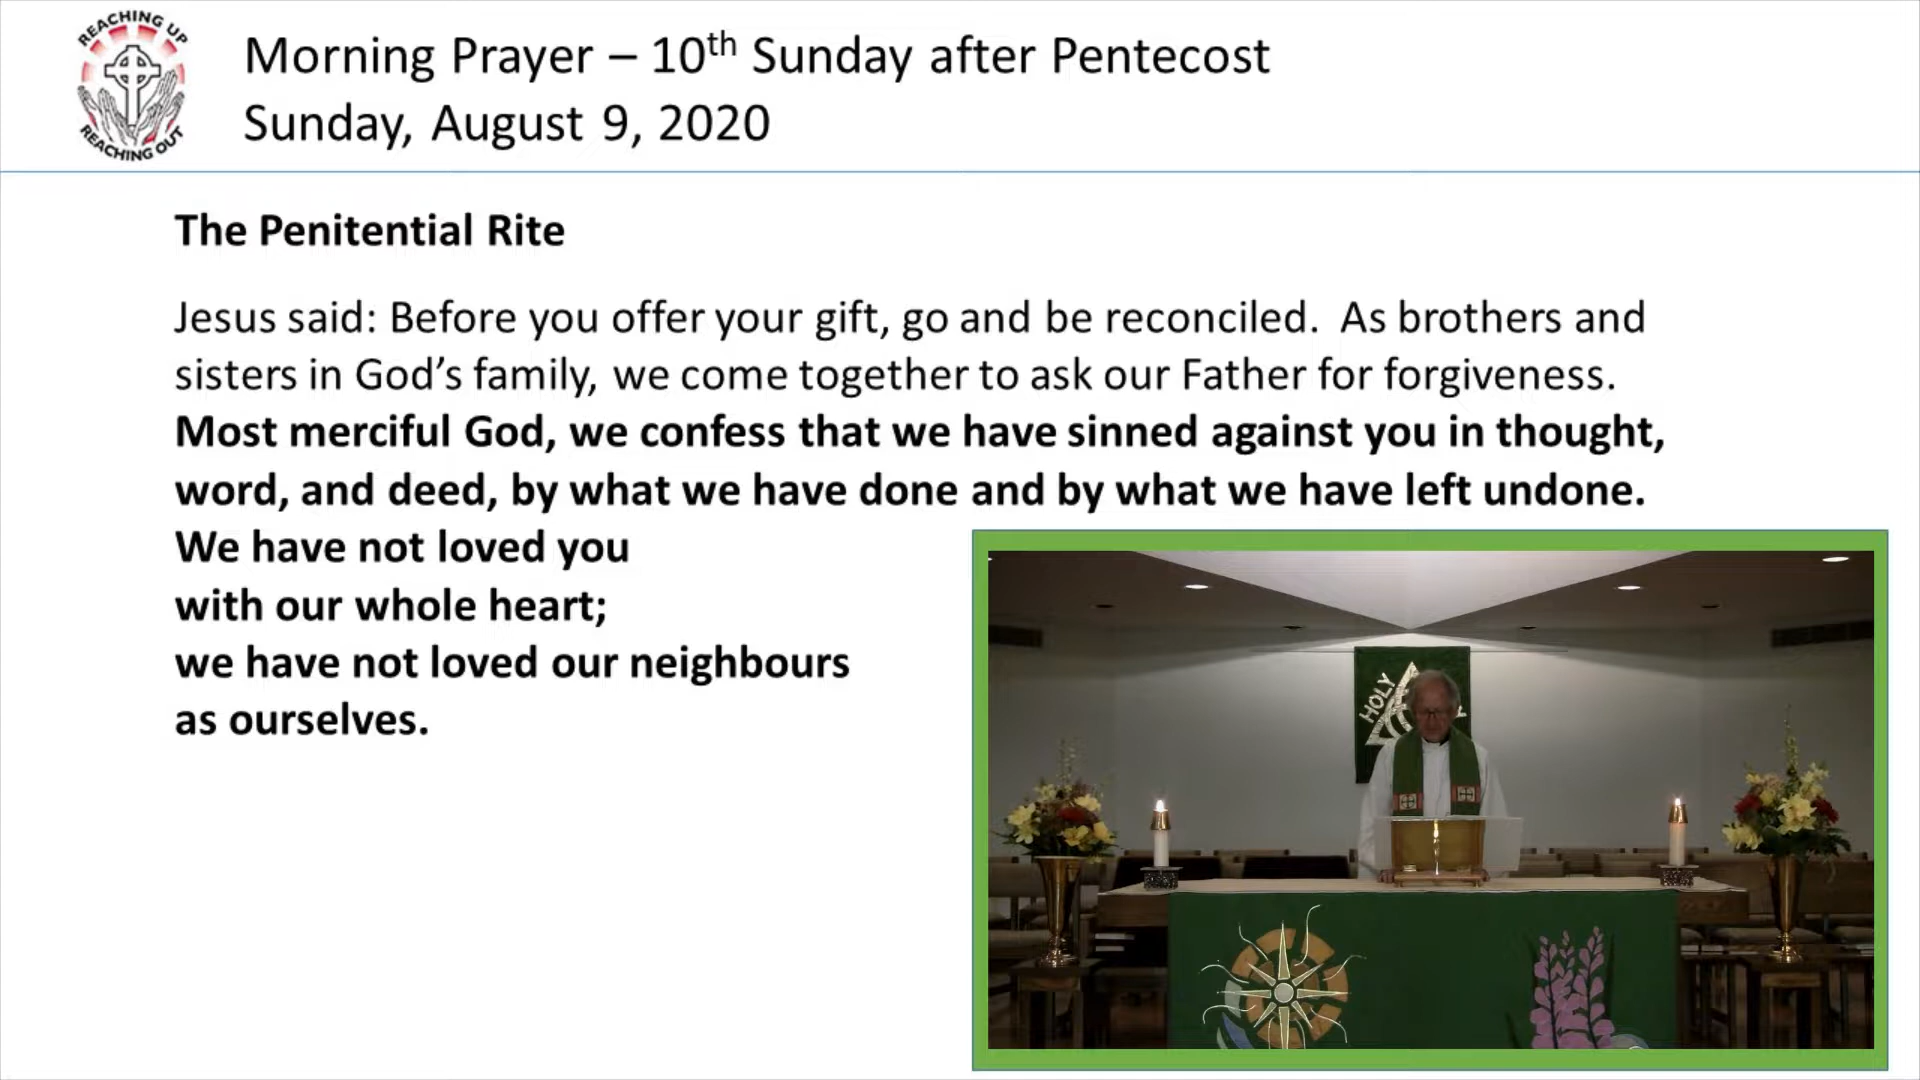 REACHING UP
REACHING OUT
Morning Prayer – 10th Sunday after Pentecost
Sunday, August 9, 2020
The Penitential Rite
Jesus said: Before you offer your gift, go and be reconciled.  As brothers and
sisters in God’s family, we come together to ask our Father for forgiveness.
Most merciful God, we confess that we have sinned against you in thought,
word, and deed, by what we have done and by what we have left undone.
We have not loved you
with our whole heart;
we have not loved our neighbours
as ourselves.
HOLY